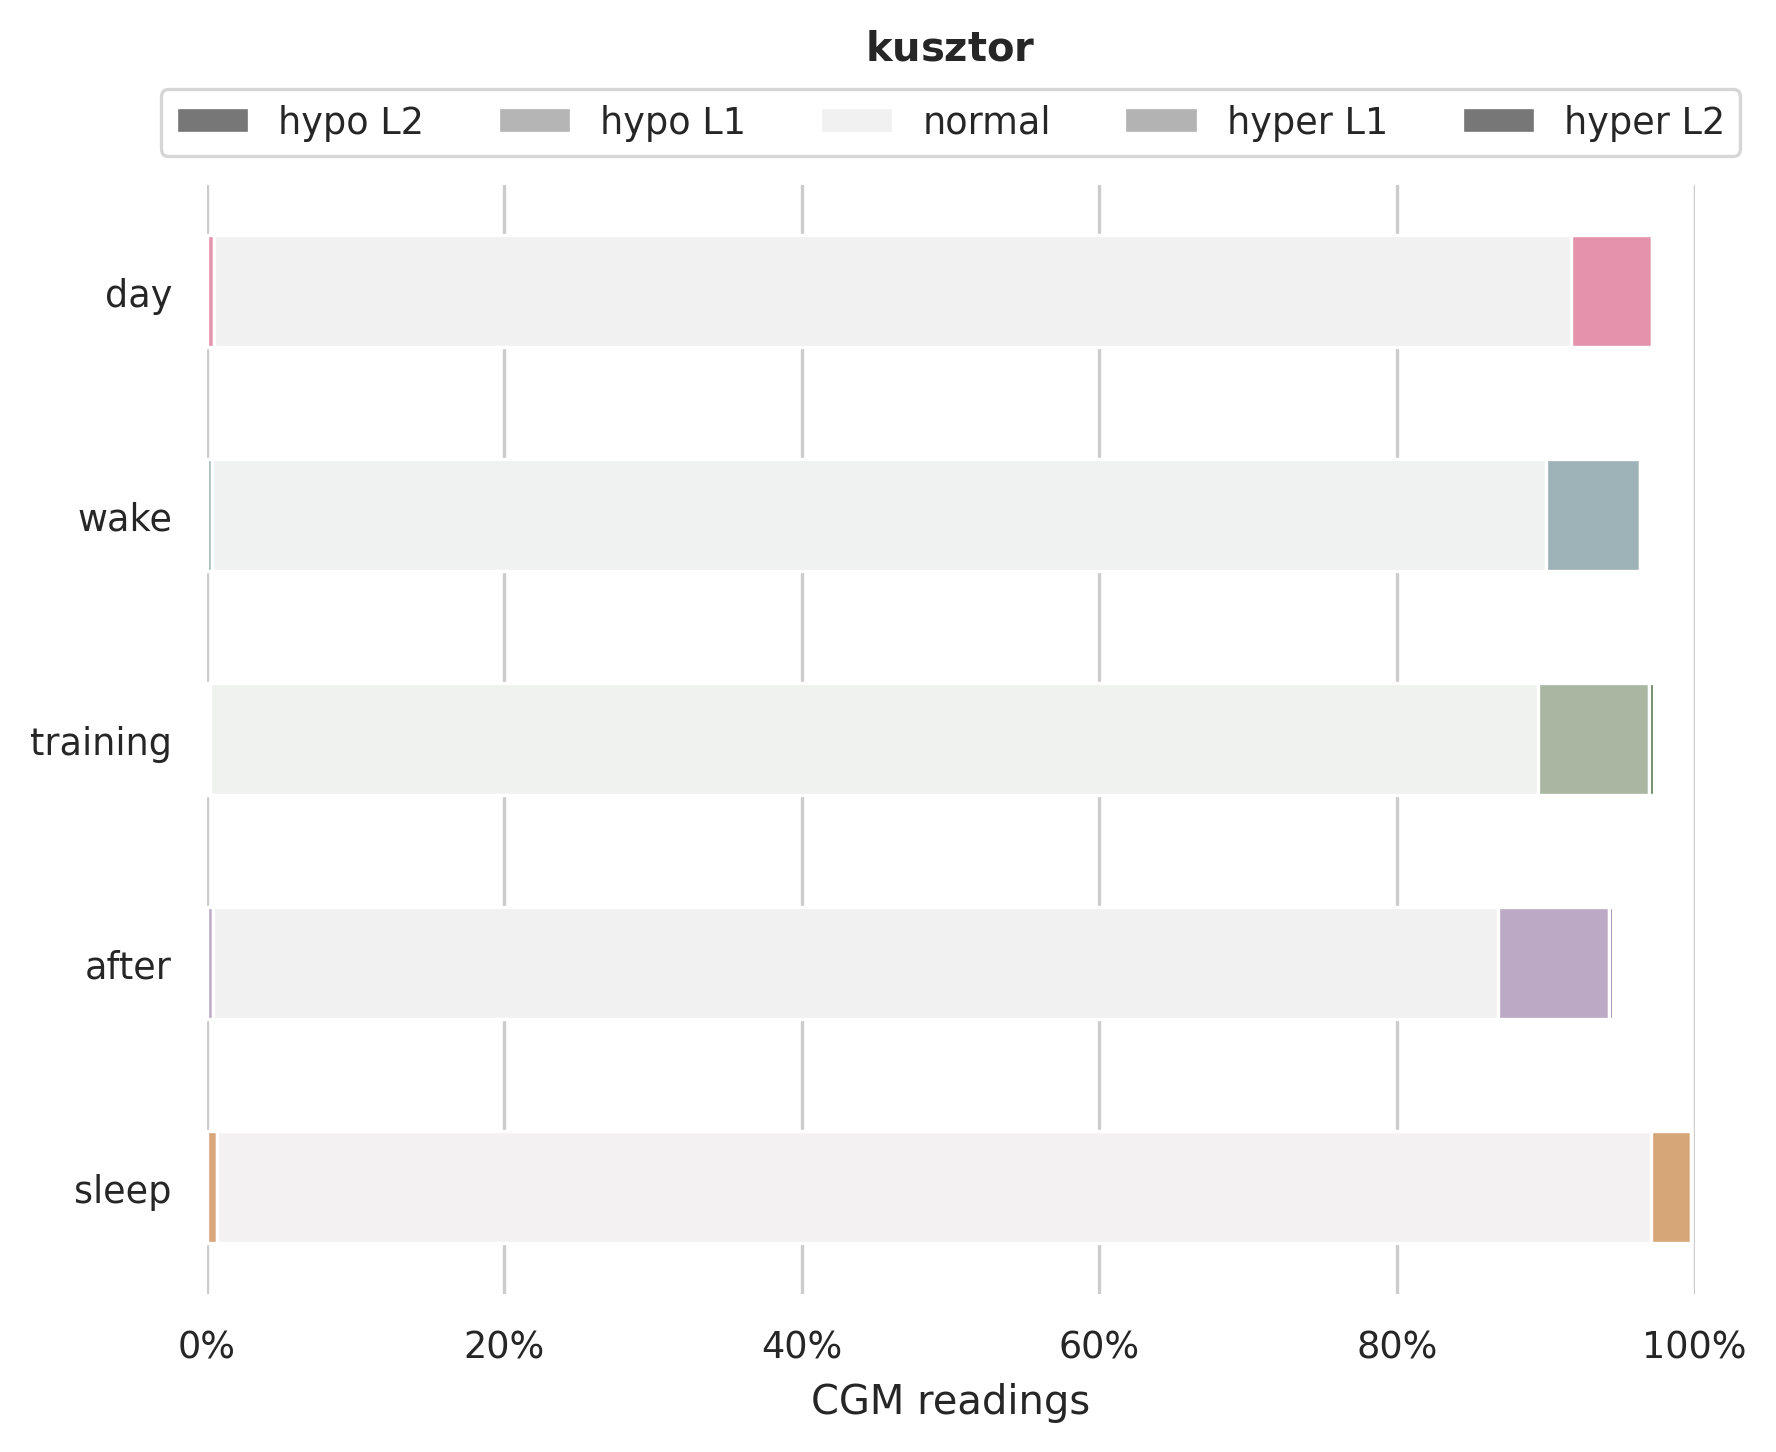 kusztor
hypo L2 hypo L1 normal hyper L1 hyper L2
day
wake
training
after
sleep
0% 20% 40% 60% 80% 100%
CGM readings